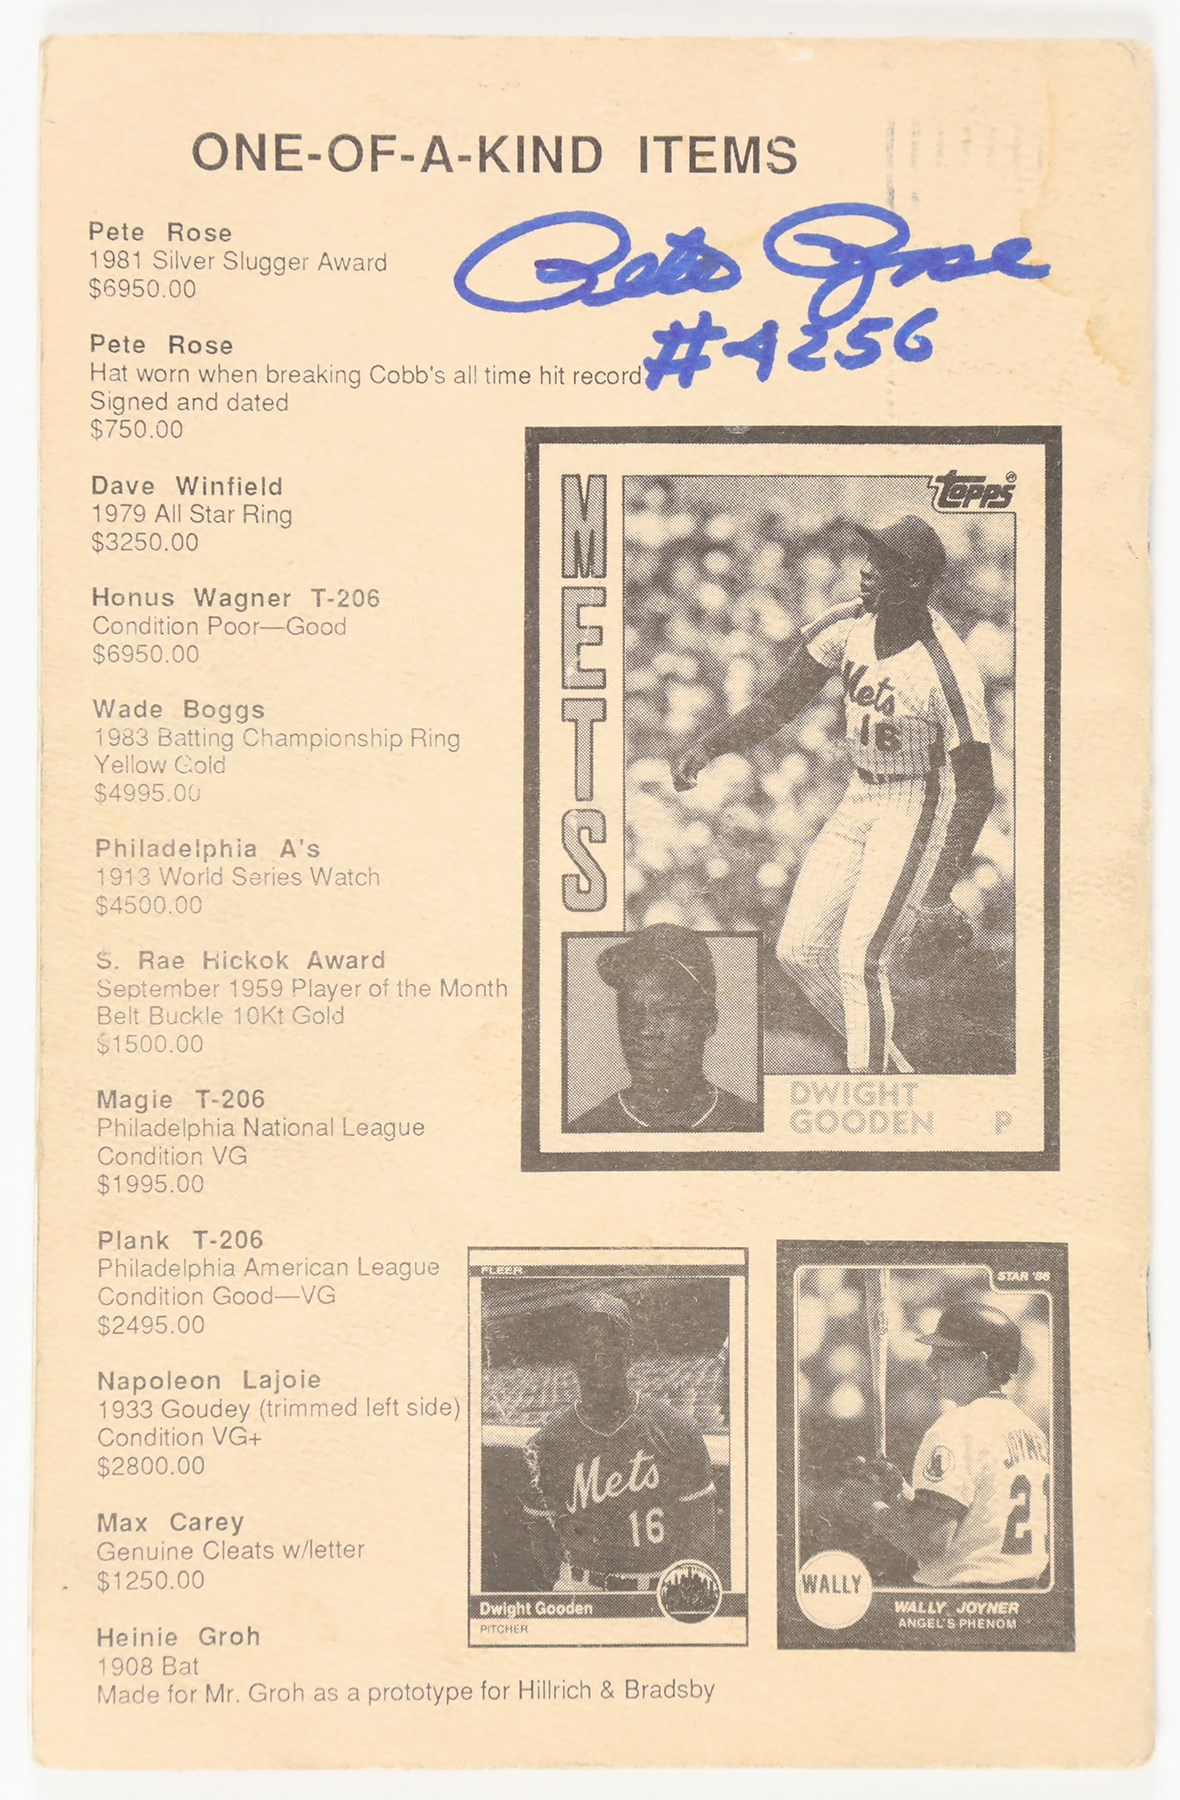 ONE-OF-A-KIND ITEMS
Pete Rose
1981 Silver Slugger Award
$6950.00
Pete Rose
#4256
Pete Rose
Hat worn when breaking Cobb's all time hit record
Signed and dated
$750.00
Dave Winfield
1979 All Star Ring
$3250.00
Honus Wagner T-206
Condition Poor—Good
$6950.00
Wade Boggs
1983 Batting Championship Ring
Yellow Gold
$4995.00
Philadelphia A's
1913 World Series Watch
$4500.00
S. Rae Hickok Award
September 1959 Player of the Month
Belt Buckle 10Kt Gold
$1500.00
Magie T-206
Philadelphia National League
Condition VG
$1995.00
Plank T-206
Philadelphia American League
Condition Good—VG
$2495.00
Napoleon Lajoie
1933 Goudey (trimmed left side)
Condition VG+
$2800.00
Max Carey
Genuine Cleats w/letter
$1250.00
Heinie Groh
1908 Bat
Made for Mr. Groh as a prototype for Hillrich & Bradsby
METS
Topps®
Mets
16
DWIGHT
GOODEN P
FLEER
Mets
16
Dwight Gooden
PITCHER
STAR '86
JOYNE
21
WALLY
WALLY JOYNER
ANGEL'S PHENOM